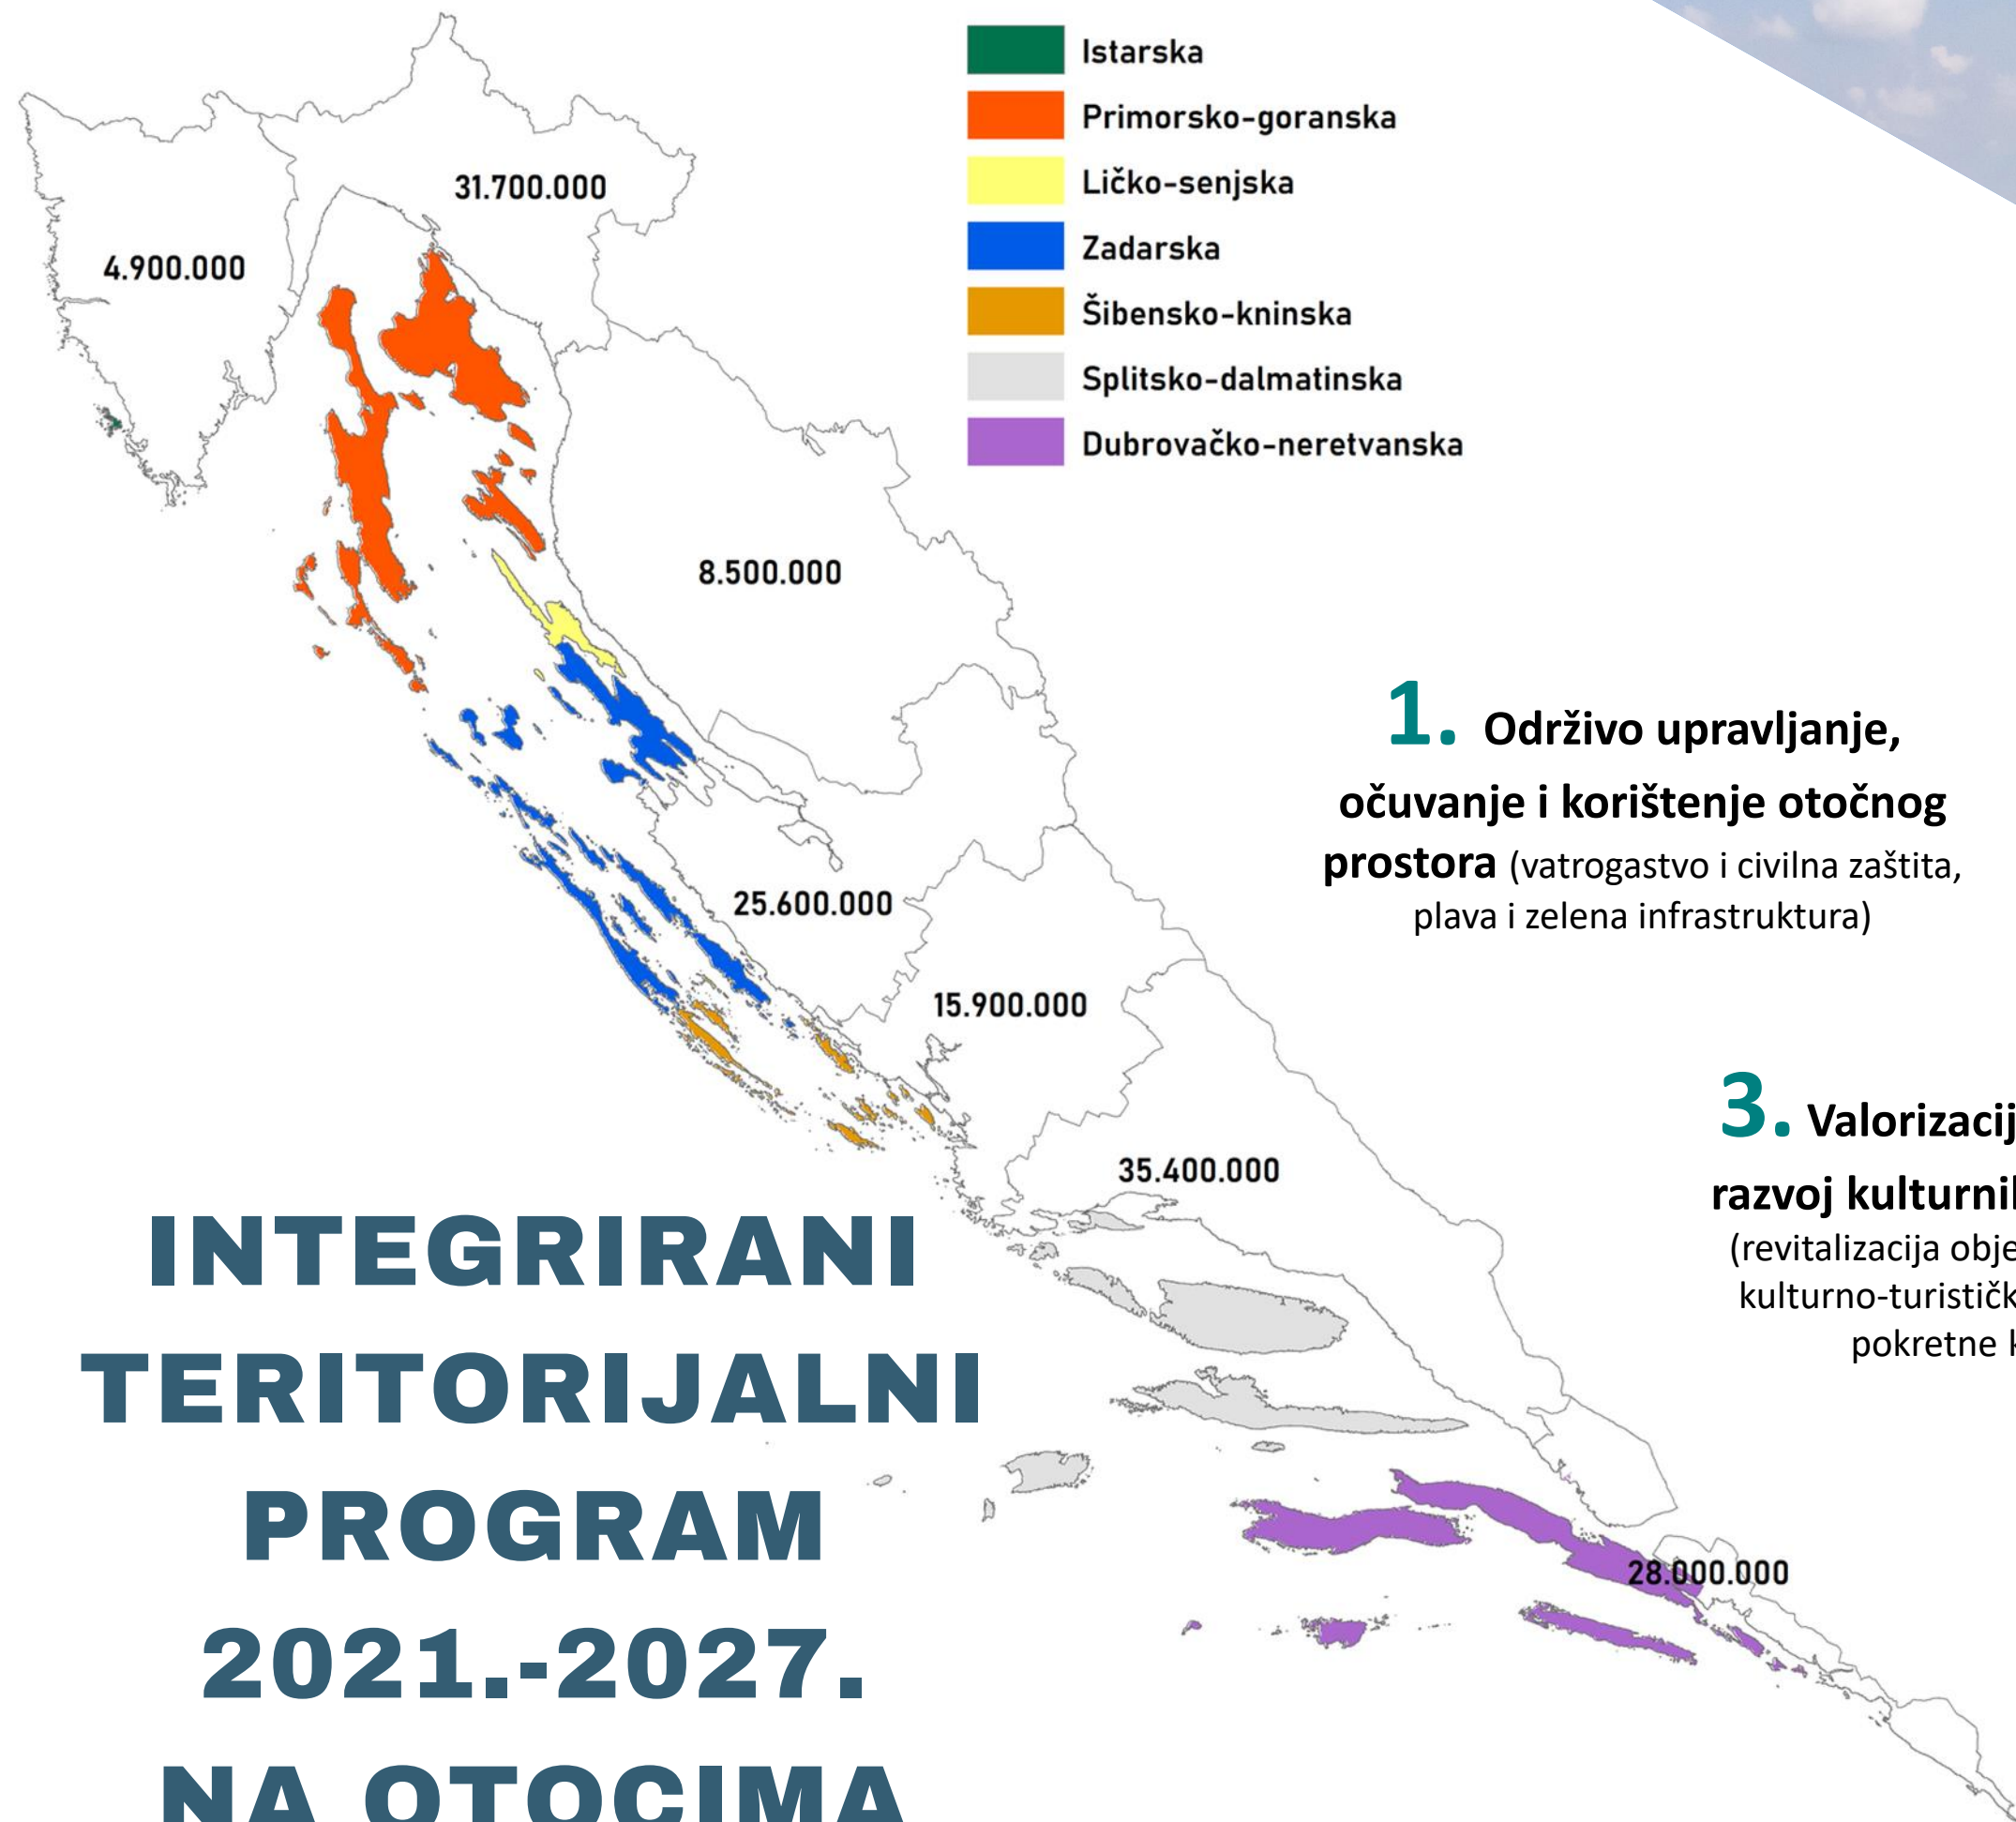 Istarska
Primorsko-goranska
Ličko-senjska
Zadarska
Šibensko-kninska
Splitsko-dalmatinska
Dubrovačko-neretvanska
31.700.000
4.900.000
8.500.000
25.600.000
15.900.000
35.400.000
28.000.000
1. Održivo upravljanje,
očuvanje i korištenje otočnog
prostora (vatrogastvo i civilna zaštita,
plava i zelena infrastruktura)
3. Valorizacij
razvoj kulturni
(revitalizacija obje
kulturno-turističk
pokretne
INTEGRIRANI
TERITORIJALNI
PROGRAM
2021.-2027.
NA OTOCIMA